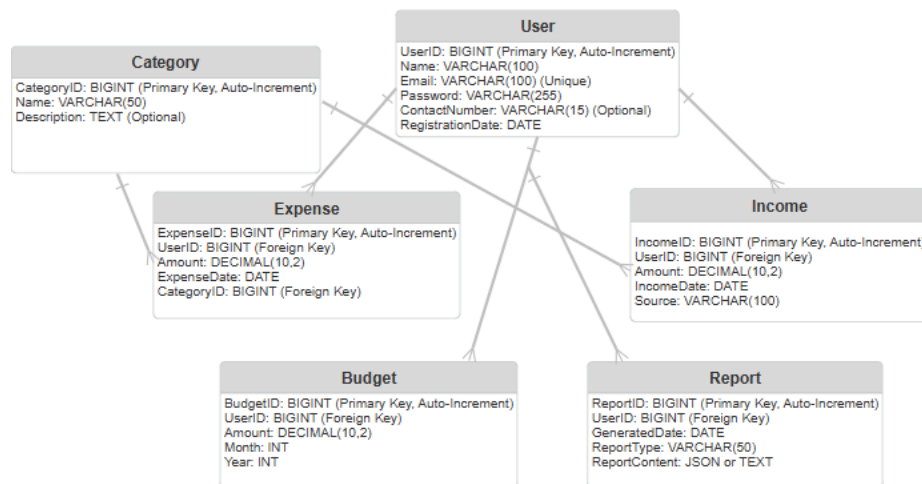 User
UserID: BIGINT (Primary Key, Auto-Increment)
Name: VARCHAR(100)
Email: VARCHAR(100) (Unique)
Password: VARCHAR(255)
ContactNumber: VARCHAR(15) (Optional)
RegistrationDate: DATE
Category
CategoryID: BIGINT (Primary Key, Auto-Increment)
Name: VARCHAR(50)
Description: TEXT (Optional)
Expense
ExpenseID: BIGINT (Primary Key, Auto-Increment)
UserID: BIGINT (Foreign Key)
Amount: DECIMAL(10,2)
ExpenseDate: DATE
CategoryID: BIGINT (Foreign Key)
Income
IncomeID: BIGINT (Primary Key, Auto-Increment)
UserID: BIGINT (Foreign Key)
Amount: DECIMAL(10,2)
IncomeDate: DATE
Source: VARCHAR(100)
Budget
BudgetID: BIGINT (Primary Key, Auto-Increment)
UserID: BIGINT (Foreign Key)
Amount: DECIMAL(10,2)
Month: INT
Year: INT
Report
ReportID: BIGINT (Primary Key, Auto-Increment)
UserID: BIGINT (Foreign Key)
GeneratedDate: DATE
ReportType: VARCHAR(50)
ReportContent: JSON or TEXT